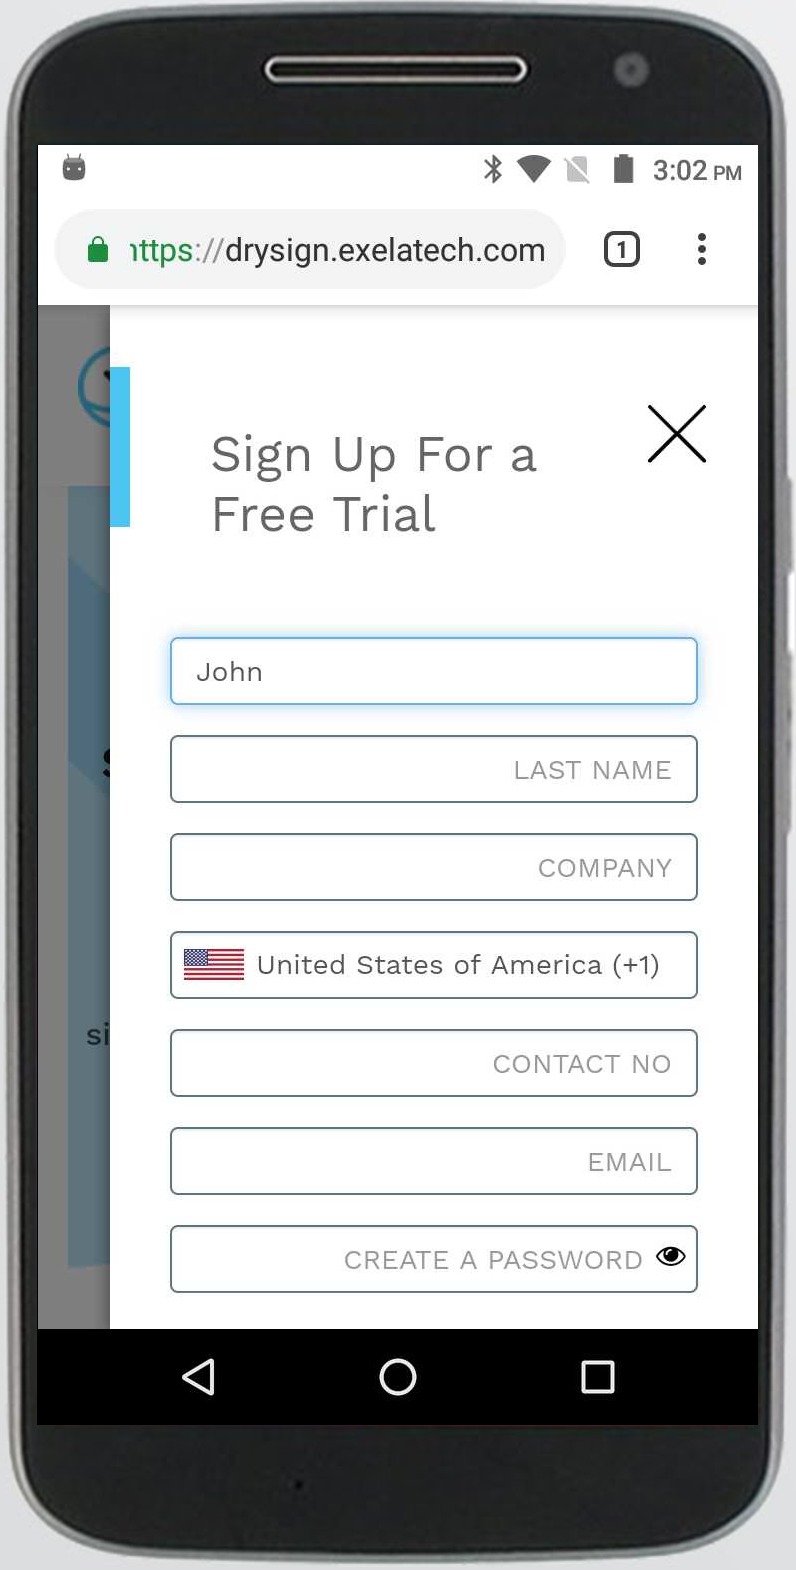 3:02 PM
https://drysign.exelatech.com
1
Sign Up For a
Free Trial
John
LAST NAME
COMPANY
United States of America (+1)
CONTACT NO
si
EMAIL
CREATE A PASSWORD